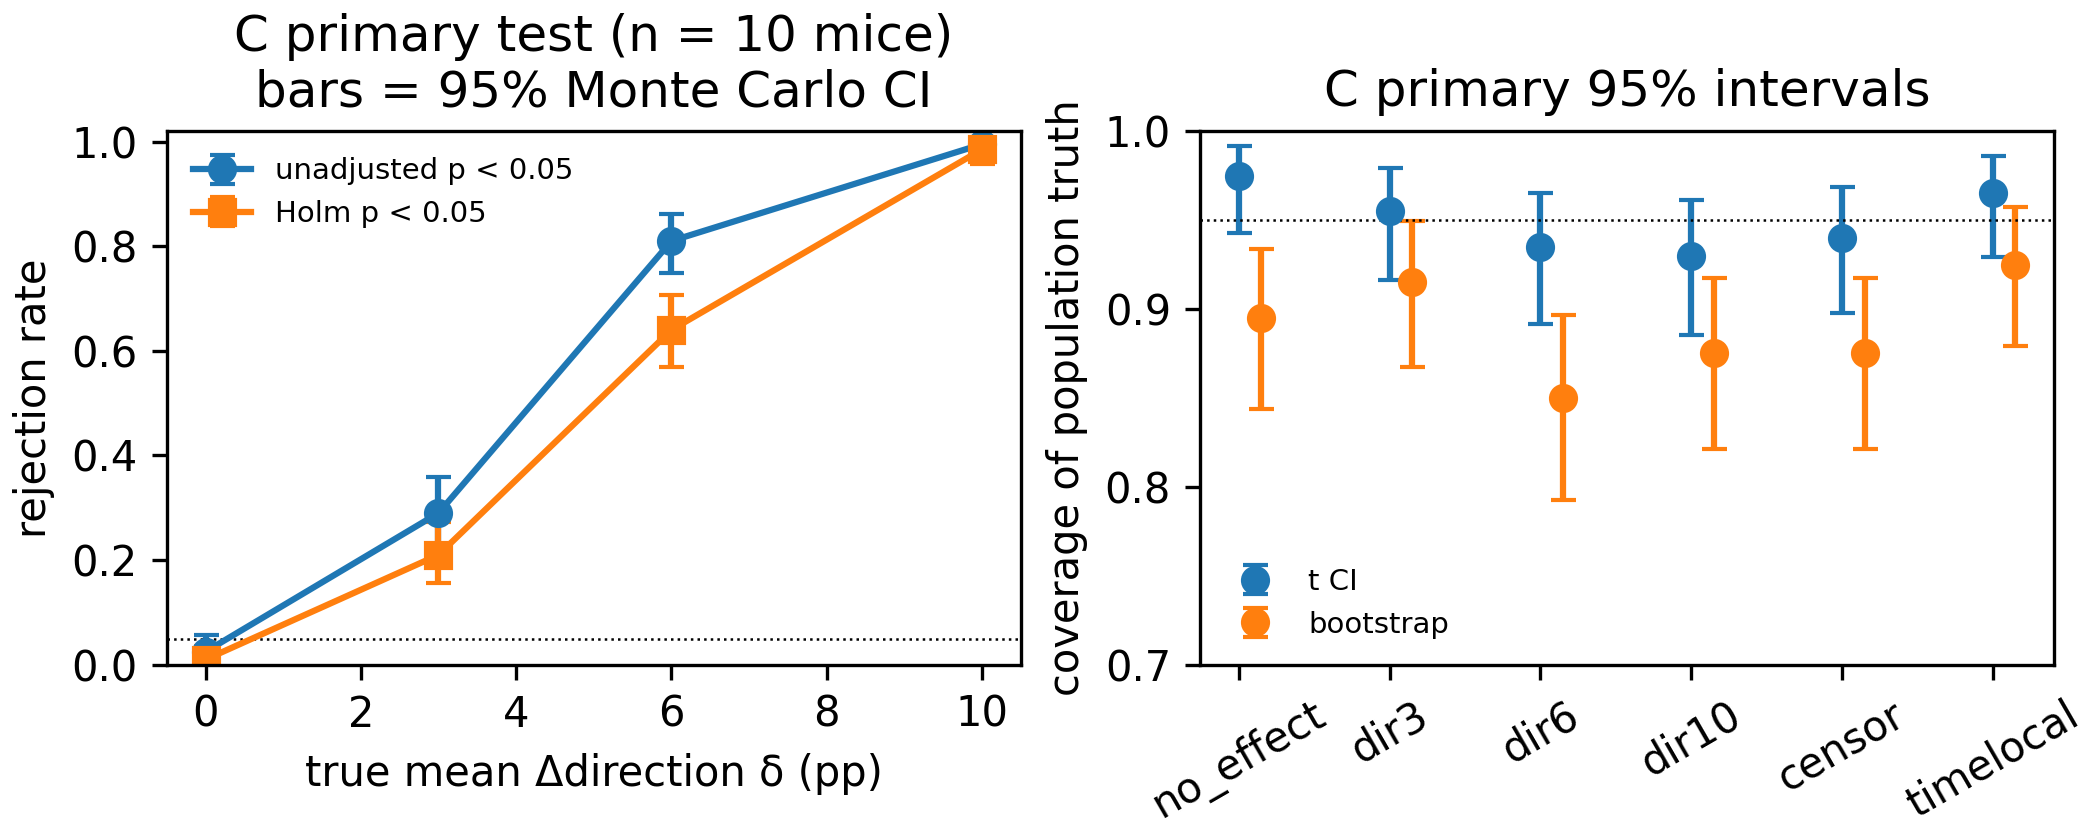 C primary test (n = 10 mice)
bars = 95% Monte Carlo CI
rejection rate
1.0
0.8
0.6
0.4
0.2
0.0
unadjusted p < 0.05
Holm p < 0.05
0
2
4
6
8
10
true mean Δdirection δ (pp)
C primary 95% intervals
coverage of population truth
1.0
0.9
0.8
0.7
t CI
bootstrap
no_effect
dir3
dir6
dir10
censor
timelocal